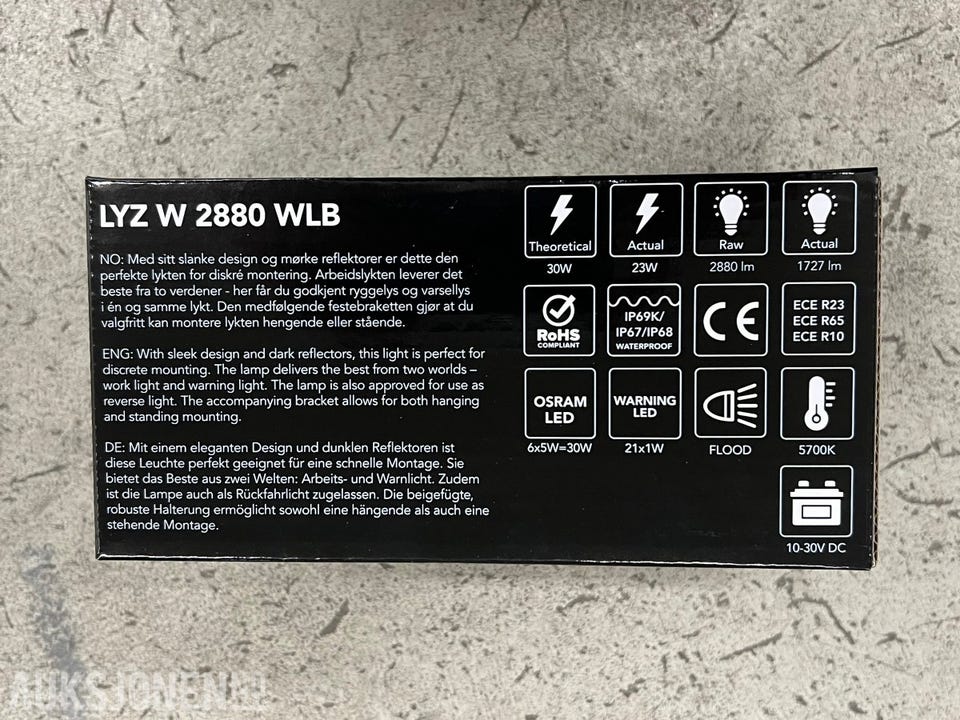 LYZ W 2880 WLB
NO: Med sitt slanke design og mørke reflektorer er dette den
perfekte lykten for diskré montering. Arbeidslykten leverer det
beste fra to verdener - her får du godkjent ryggelys og varsellys
i én og samme lykt. Den medfølgende festebraketten gjør at du
valgfritt kan montere lykten hengende eller stående.
ENG: With sleek design and dark reflectors, this light is perfect for
discrete mounting. The lamp delivers the best from two worlds –
work light and warning light. The lamp is also approved for use as
reverse light. The accompanying bracket allows for both hanging
and standing mounting.
DE: Mit einem eleganten Design und dunklen Reflektoren ist
diese Leuchte perfekt geeignet für eine schnelle Montage. Sie
bietet das Beste aus zwei Welten: Arbeits- und Warnlicht. Zudem
ist die Lampe auch als Rückfahrlicht zugelassen. Die beigefügte,
robuste Halterung ermöglicht sowohl eine hängende als auch eine
stehende Montage.
Theoretical
30W
Actual
23W
Raw
2880 lm
Actual
1727 lm
RoHS
COMPLIANT
IP69K/
IP67/IP68
WATERPROOF
CE
ECE R23
ECE R65
ECE R10
OSRAM
LED
6x5W=30W
WARNING
LED
21x1W
FLOOD
5700K
10-30V DC
AUKSJONEN.NO